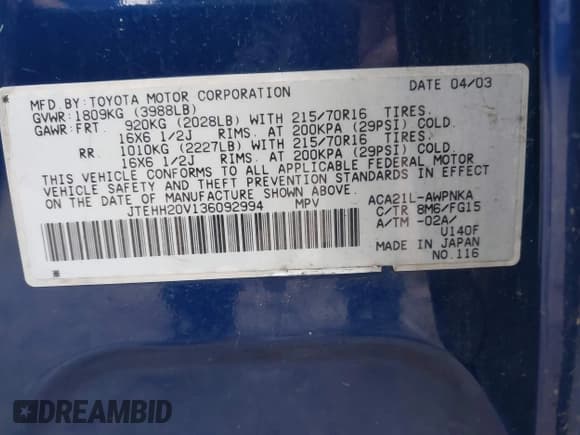 MFD.BY:TOYOTA MOTOR CORPORATION DATE 04/03
GVWR:1809KG (3988LB)
GAWR:FRT. 920KG (2028LB) WITH 215/70R16 TIRES.
16X6 1/2J RIMS. AT 200KPA (29PSI) COLD.
RR 1010KG (2227LB) WITH 215/70R16 TIRES.
16X6 1/2J RIMS. AT 200KPA (29PSI) COLD.
THIS VEHICLE CONFORMS TO ALL APPLICABLE FEDERAL MOTOR
VEHICLE SAFETY AND THEFT PREVENTION STANDARDS IN EFFECT
ON THE DATE OF MANUFACTURE SHOWN ABOVE.
JTEHH20V136092994 MPV ACA21L-AWPNKA
C/TR 8M6/FG15
A/TM -02A/
U140F
MADE IN JAPAN
NO.116
DREAMBID